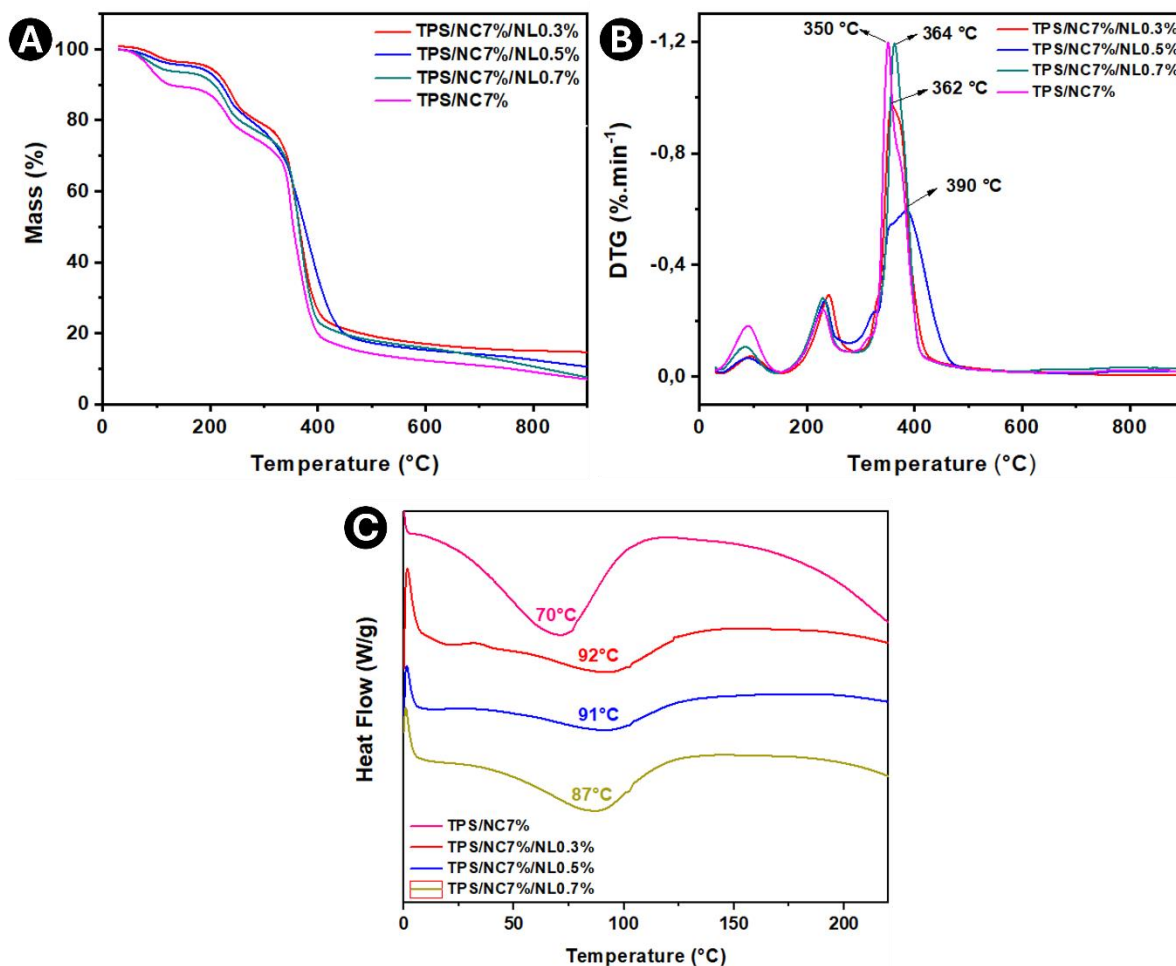 A
TPS/NC7%/NL0.3%
TPS/NC7%/NL0.5%
TPS/NC7%/NL0.7%
TPS/NC7%
100
80
60
40
20
0
Mass (%)
0 200 400 600 800
Temperature (°C)
B
350 °C
364 °C
362 °C
390 °C
TPS/NC7%/NL0.3%
TPS/NC7%/NL0.5%
TPS/NC7%/NL0.7%
TPS/NC7%
-1,2
-0,8
-0,4
0,0
DTG (%.min⁻¹)
0 200 400 600 800
Temperature (°C)
C
70°C
92°C
91°C
87°C
Heat Flow (W/g)
TPS/NC7%
TPS/NC7%/NL0.3%
TPS/NC7%/NL0.5%
TPS/NC7%/NL0.7%
0 50 100 150 200
Temperature (°C)